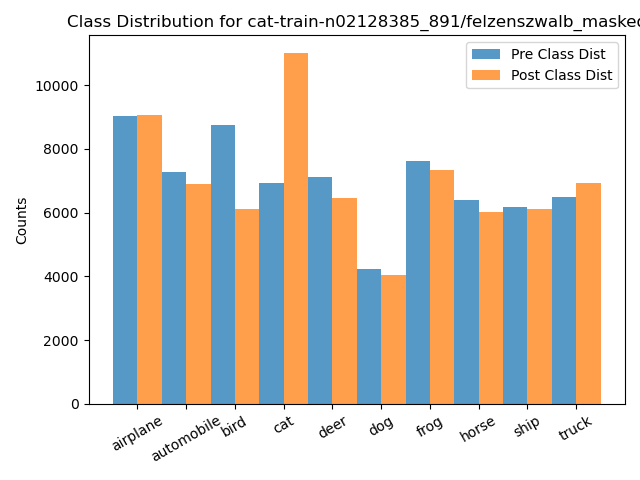 Class Distribution for cat-train-n02128385_891/felzenszwalb_masked
Pre Class Dist
Post Class Dist
Counts
10000
8000
6000
4000
2000
0
airplane
automobile
bird
cat
deer
dog
frog
horse
ship
truck